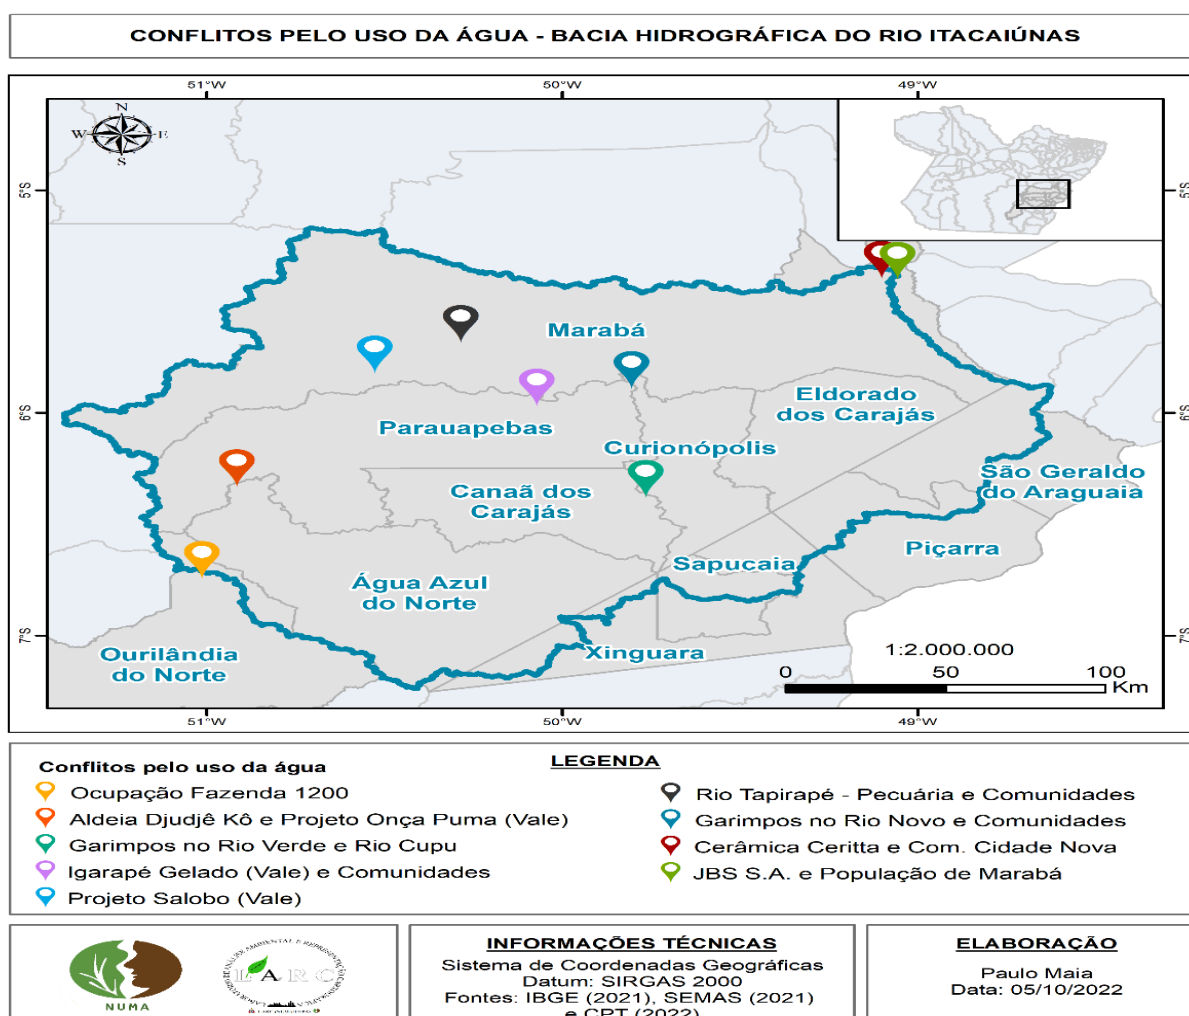 CONFLITOS PELO USO DA ÁGUA - BACIA HIDROGRÁFICA DO RIO ITACAIÚNAS
51°W 50°W 49°W
N
W E
S
5°S 5°S
Marabá
Eldorado
dos Carajás
6°S 6°S
Parauapebas
Curionópolis
São Geraldo
do Araguaia
Canaã dos
Carajás
Piçarra
Sapucaia
Água Azul
do Norte
7°S 7°S
Xinguara
Ourilândia
do Norte
1:2.000.000
0 50 100
Km
51°W 50°W 49°W
LEGENDA
Conflitos pelo uso da água
Ocupação Fazenda 1200
Aldeia Djudjê Kô e Projeto Onça Puma (Vale)
Garimpos no Rio Verde e Rio Cupu
Igarapé Gelado (Vale) e Comunidades
Projeto Salobo (Vale)
Rio Tapirapé - Pecuária e Comunidades
Garimpos no Rio Novo e Comunidades
Cerâmica Ceritta e Com. Cidade Nova
JBS S.A. e População de Marabá
NUMA
LARC
INFORMAÇÕES TÉCNICAS
Sistema de Coordenadas Geográficas
Datum: SIRGAS 2000
Fontes: IBGE (2021), SEMAS (2021)
e CPT (2022)
ELABORAÇÃO
Paulo Maia
Data: 05/10/2022